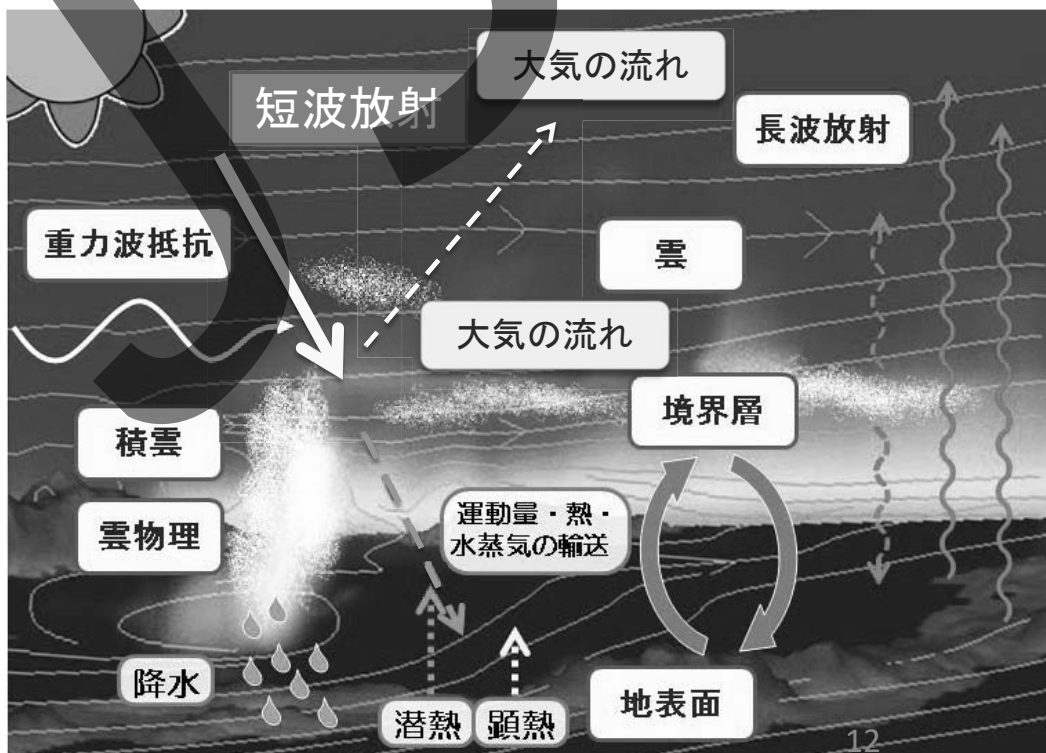 大気の流れ
短波放射
長波放射
重力波抵抗
雲
大気の流れ
境界層
積雲
運動量・熱・
水蒸気の輸送
雲物理
降水
潜熱
顕熱
地表面
12